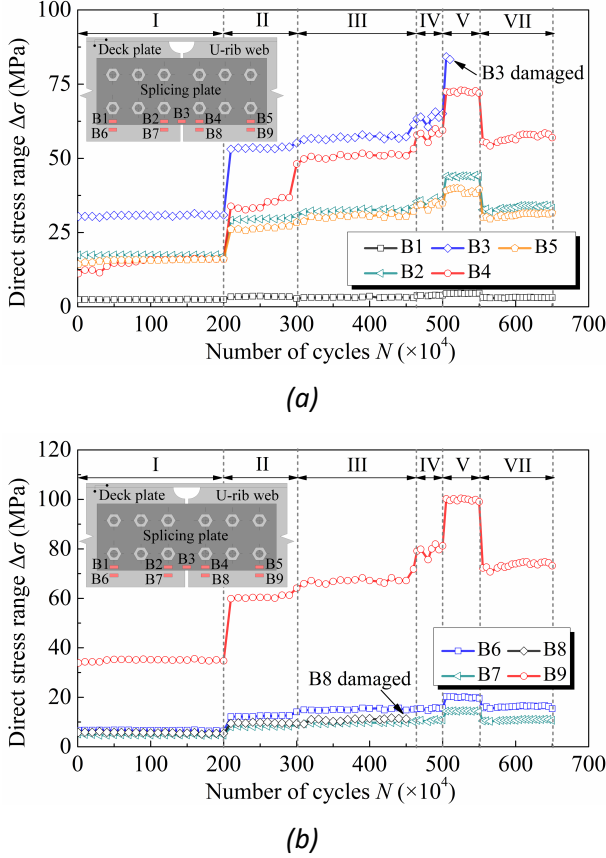 I II III IV V VII
Deck plate U-rib web
Splicing plate
B1 B2 B3 B4 B5
B6 B7 B8 B9
B3 damaged
100
75
50
25
0
Direct stress range Δσ (MPa)
B1 B3 B5
B2 B4
0 100 200 300 400 500 600 700
Number of cycles N (×10⁴)
(a)
I II III IV V VII
Deck plate U-rib web
Splicing plate
B1 B2 B3 B4 B5
B6 B7 B8 B9
120
100
80
60
40
20
0
Direct stress range Δσ (MPa)
B8 damaged
B6 B8
B7 B9
0 100 200 300 400 500 600 700
Number of cycles N (×10⁴)
(b)